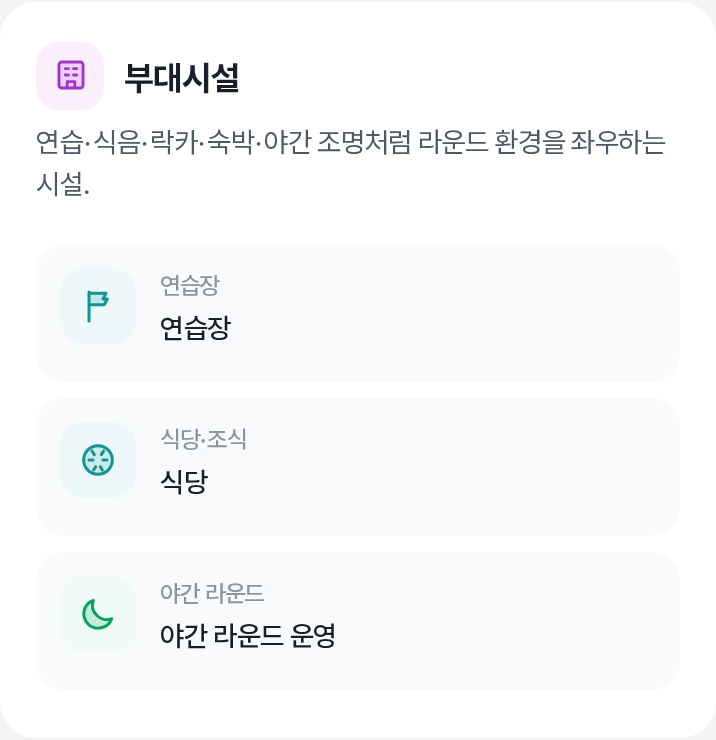 부대시설
연습·식음·락카·숙박·야간 조명처럼 라운드 환경을 좌우하는
시설.
연습장
연습장
식당·조식
식당
야간 라운드
야간 라운드 운영